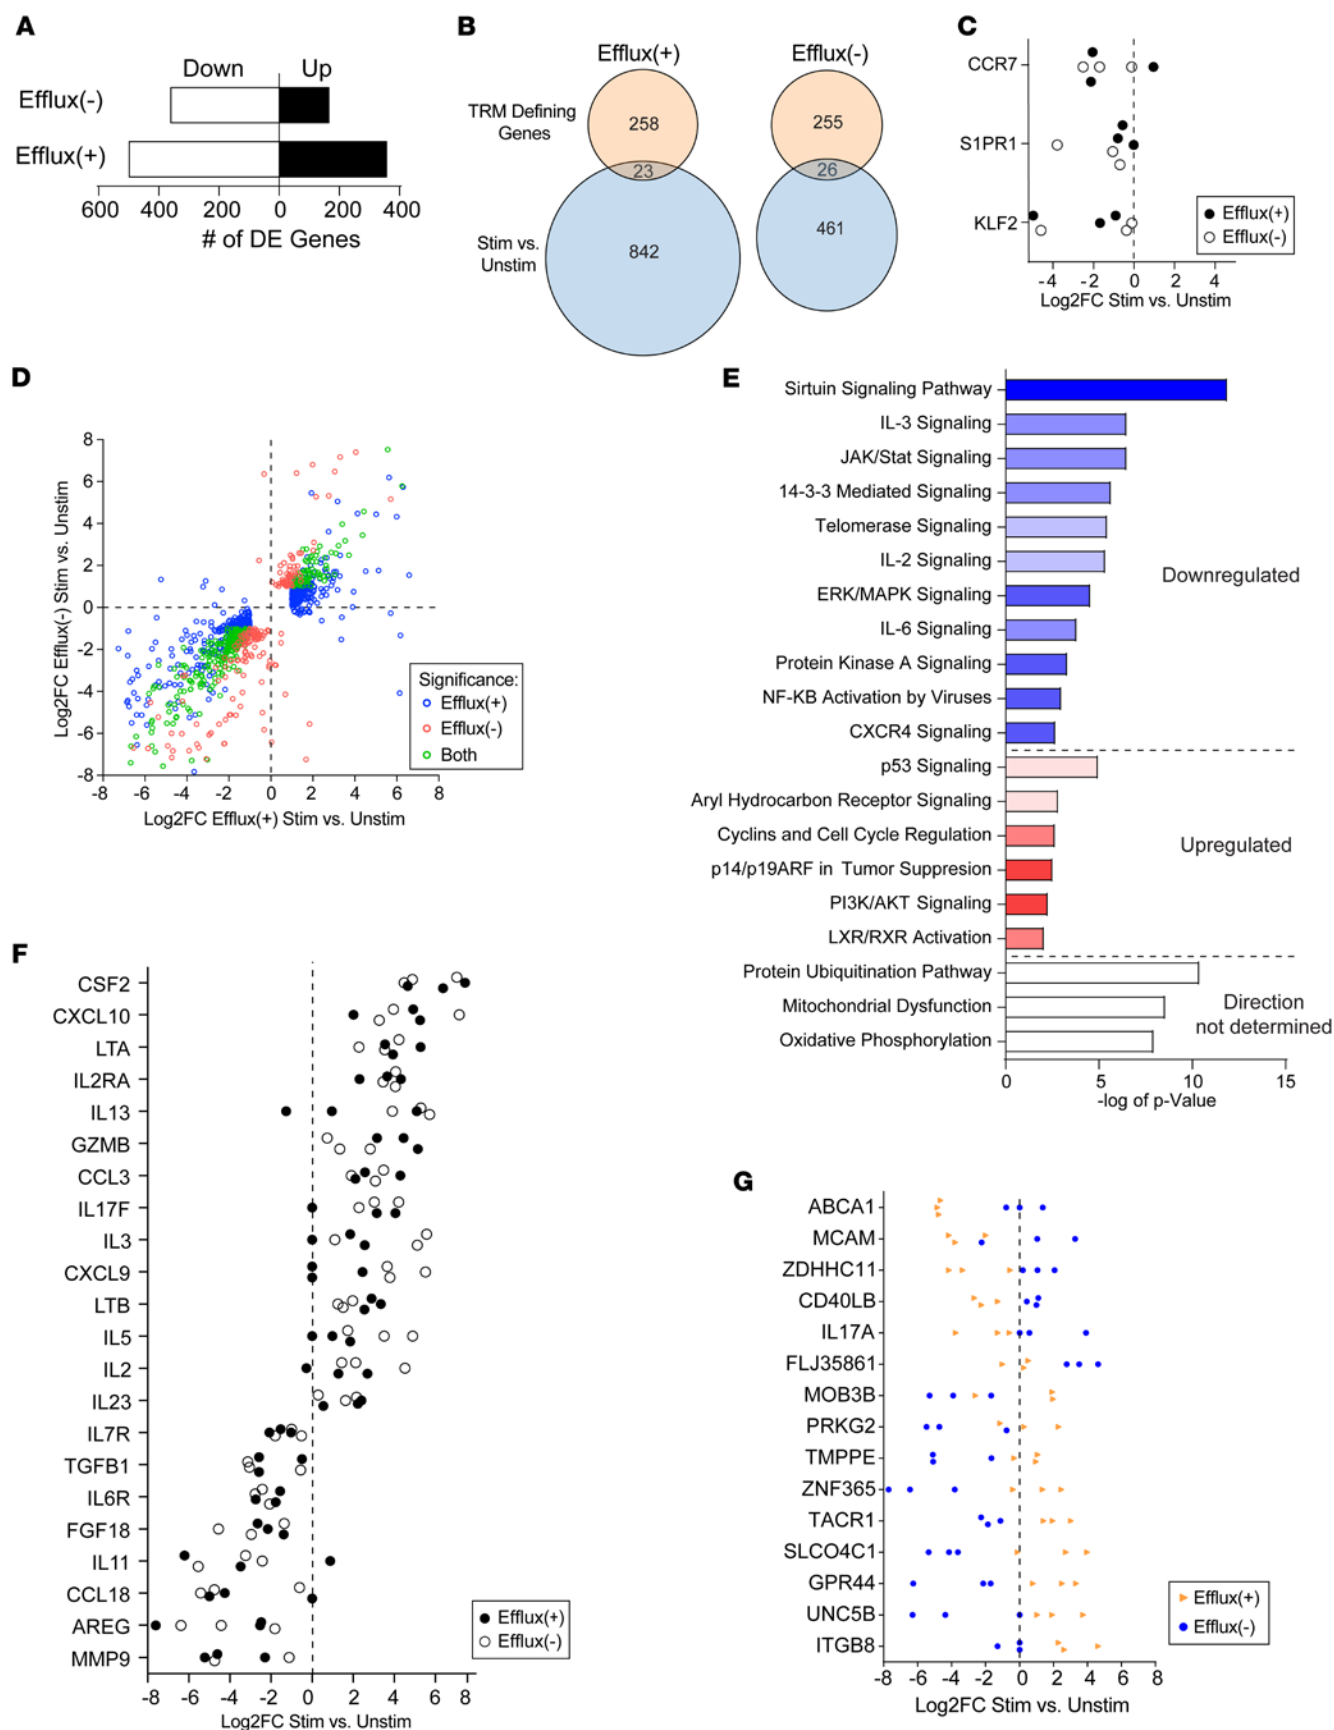 A
Down
Up
Efflux(-)
Efflux(+)
600 400 200 0 200 400
# of DE Genes
B
Efflux(+)
Efflux(-)
TRM Defining
Genes
258
255
23
26
Stim vs.
Unstim
842
461
C
CCR7
S1PR1
KLF2
Efflux(+)
Efflux(-)
-4 -2 0 2 4
Log2FC Stim vs. Unstim
D
8
6
4
2
0
-2
-4
-6
-8
Log2FC Efflux(-) Stim vs. Unstim
Significance:
Efflux(+)
Efflux(-)
Both
-8 -6 -4 -2 0 2 4 6 8
Log2FC Efflux(+) Stim vs. Unstim
E
Sirtuin Signaling Pathway
IL-3 Signaling
JAK/Stat Signaling
14-3-3 Mediated Signaling
Telomerase Signaling
IL-2 Signaling
ERK/MAPK Signaling
IL-6 Signaling
Protein Kinase A Signaling
NF-KB Activation by Viruses
CXCR4 Signaling
Downregulated
p53 Signaling
Aryl Hydrocarbon Receptor Signaling
Cyclins and Cell Cycle Regulation
p14/p19ARF in Tumor Suppresion
PI3K/AKT Signaling
LXR/RXR Activation
Upregulated
Protein Ubiquitination Pathway
Mitochondrial Dysfunction
Oxidative Phosphorylation
Direction
not determined
0 5 10 15
-log of p-Value
F
CSF2
CXCL10
LTA
IL2RA
IL13
GZMB
CCL3
IL17F
IL3
CXCL9
LTB
IL5
IL2
IL23
IL7R
TGFB1
IL6R
FGF18
IL11
CCL18
AREG
MMP9
Efflux(+)
Efflux(-)
-8 -6 -4 -2 0 2 4 6 8
Log2FC Stim vs. Unstim
G
ABCA1
MCAM
ZDHHC11
CD40LB
IL17A
FLJ35861
MOB3B
PRKG2
TMPPE
ZNF365
TACR1
SLCO4C1
GPR44
UNC5B
ITGB8
Efflux(+)
Efflux(-)
-8 -6 -4 -2 0 2 4 6 8
Log2FC Stim vs. Unstim